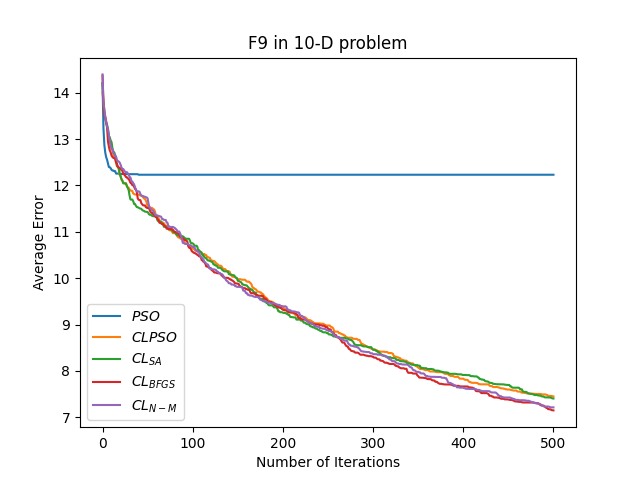 F9 in 10-D problem
Average Error
14
13
12
11
10
9
8
7
PSO
CLPSO
CL_SA
CL_BFGS
CL_N−M
0 100 200 300 400 500
Number of Iterations